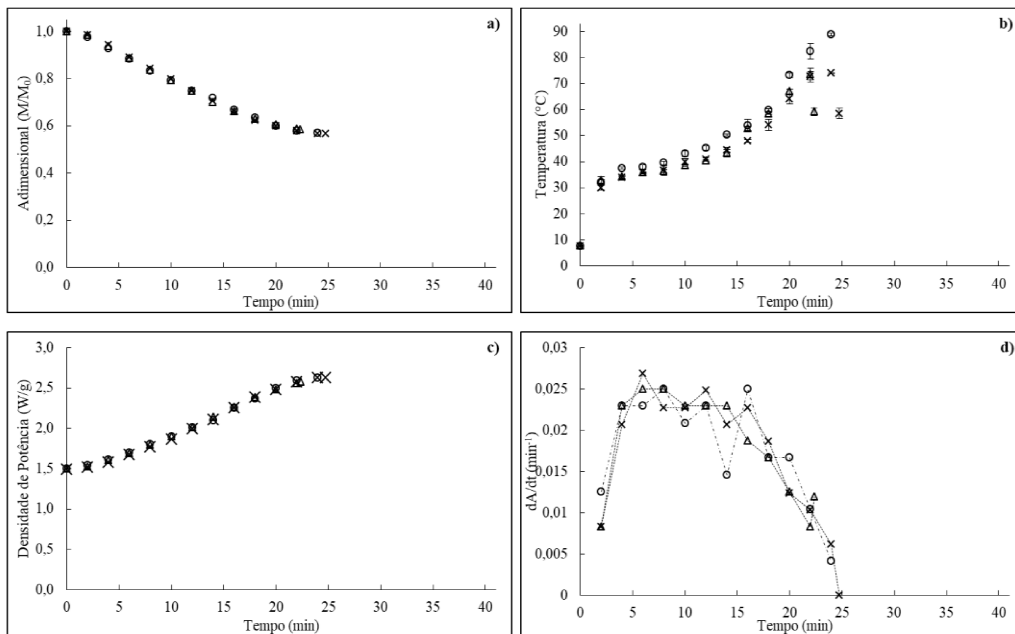 a)
Adimensional (M/M₀)
1,0
0,8
0,6
0,4
0,2
0,0
0 5 10 15 20 25 30 35 40
Tempo (min)
b)
Temperatura (°C)
90
80
70
60
50
40
30
20
10
0
0 5 10 15 20 25 30 35 40
Tempo (min)
c)
Densidade de Potência (W/g)
3,0
2,5
2,0
1,5
1,0
0,5
0,0
0 5 10 15 20 25 30 35 40
Tempo (min)
d)
dA/dt (min⁻¹)
0,03
0,025
0,02
0,015
0,01
0,005
0
0 5 10 15 20 25 30 35 40
Tempo (min)